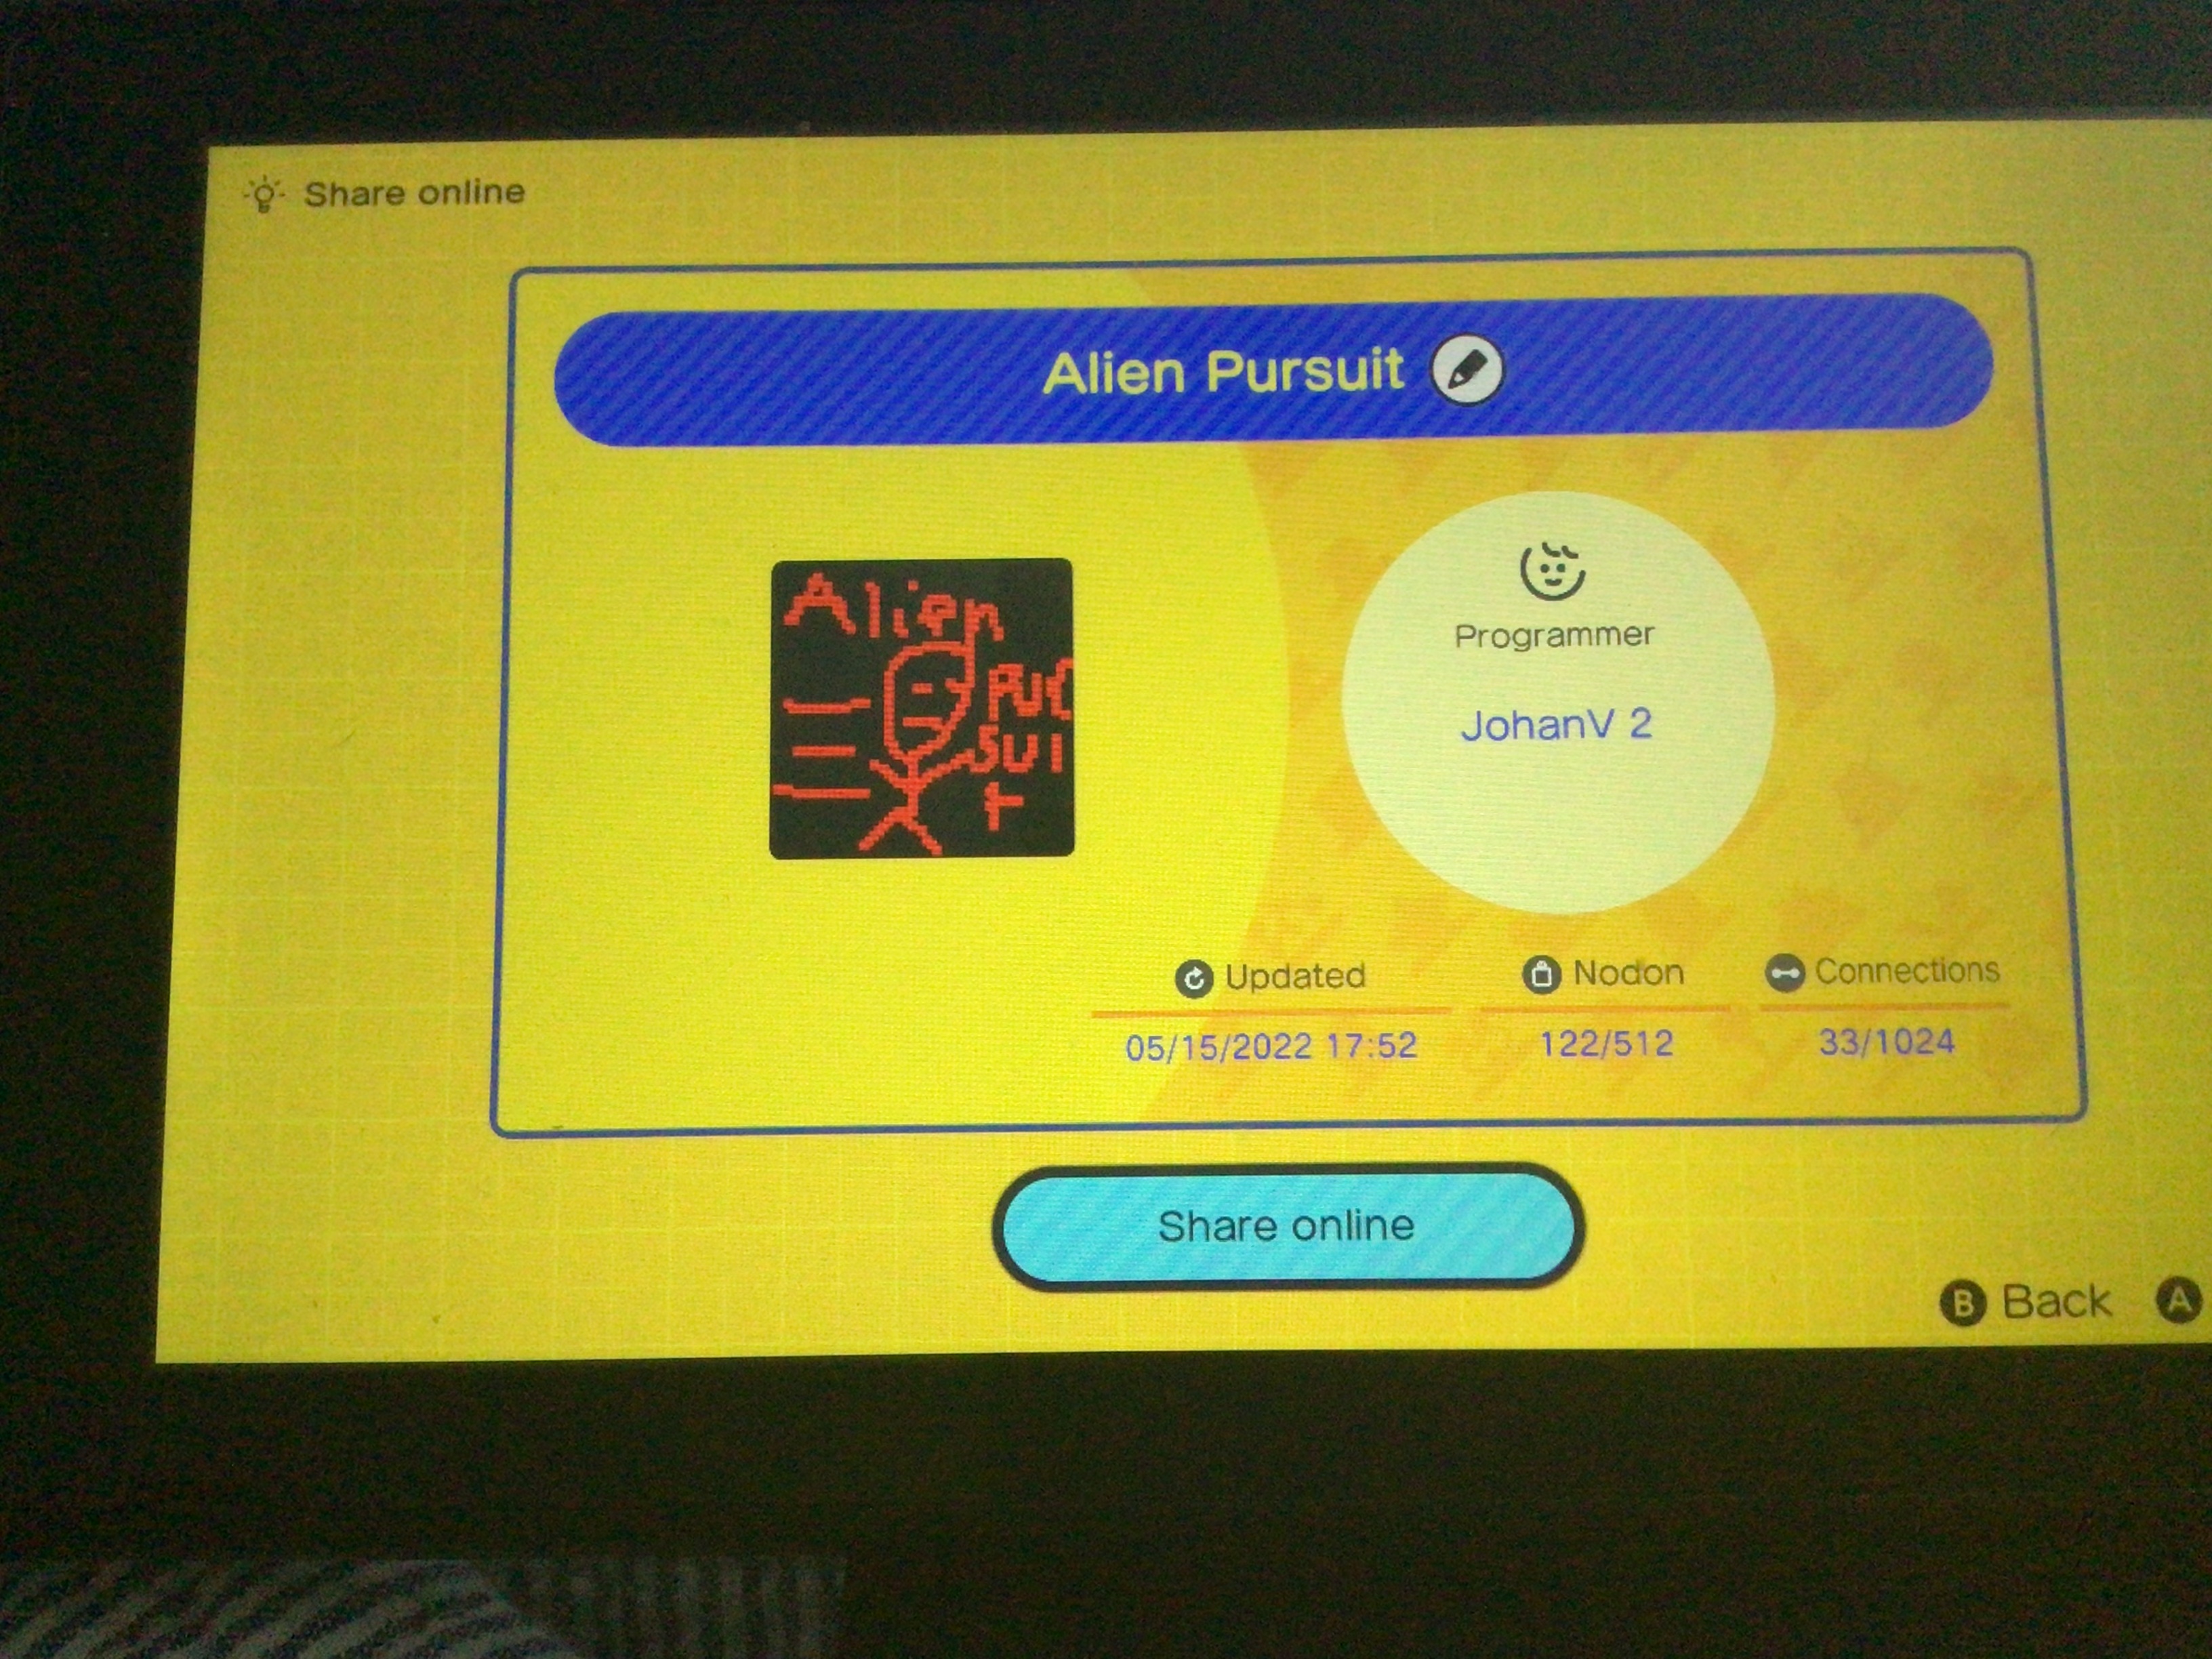 Share online
Alien Pursuit
Alien
PUr
SUI
t
Programmer
JohanV 2
Updated
Nodon
Connections
05/15/2022 17:52
122/512
33/1024
Share online
B Back A